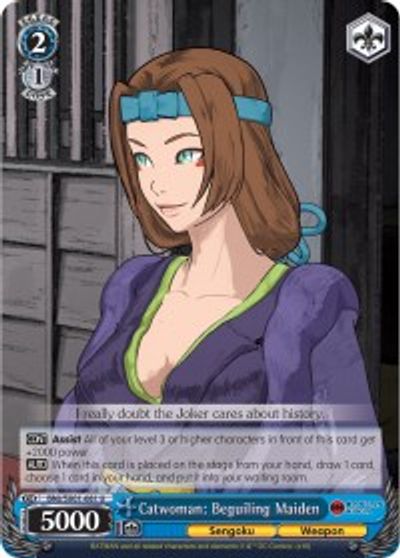 2
1
I really doubt the Joker cares about history.
CONT Assist All of your level 3 or higher characters in front of this card get
+2000 power
AUTO When this card is placed on the stage from your hand, draw 1 card,
choose 1 card in your hand, and put it into your waiting room.
5000
Catwoman: Beguiling Maiden
Sengoku
Weapon